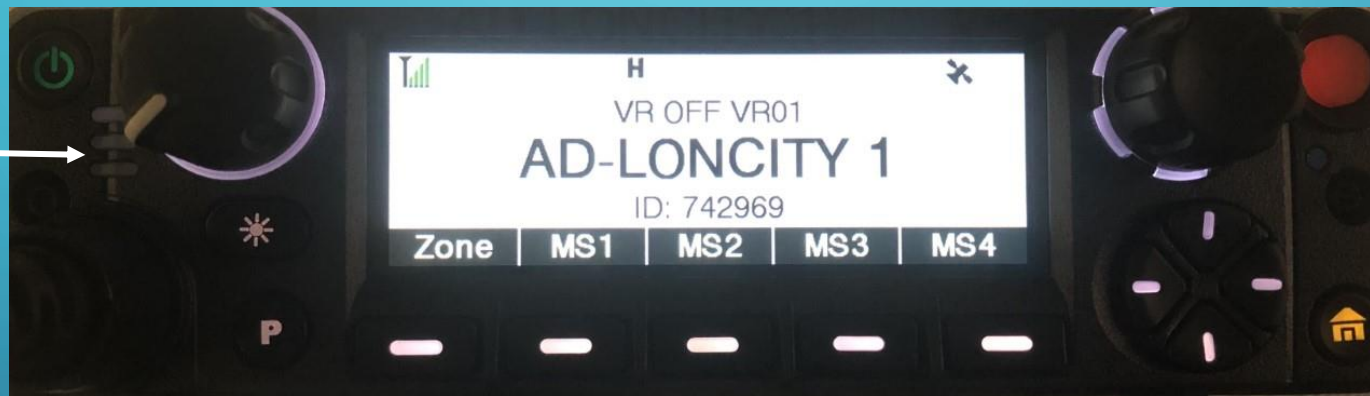 H
VR OFF VR01
AD-LONCITY 1
ID: 742969
Zone MS1 MS2 MS3 MS4
P